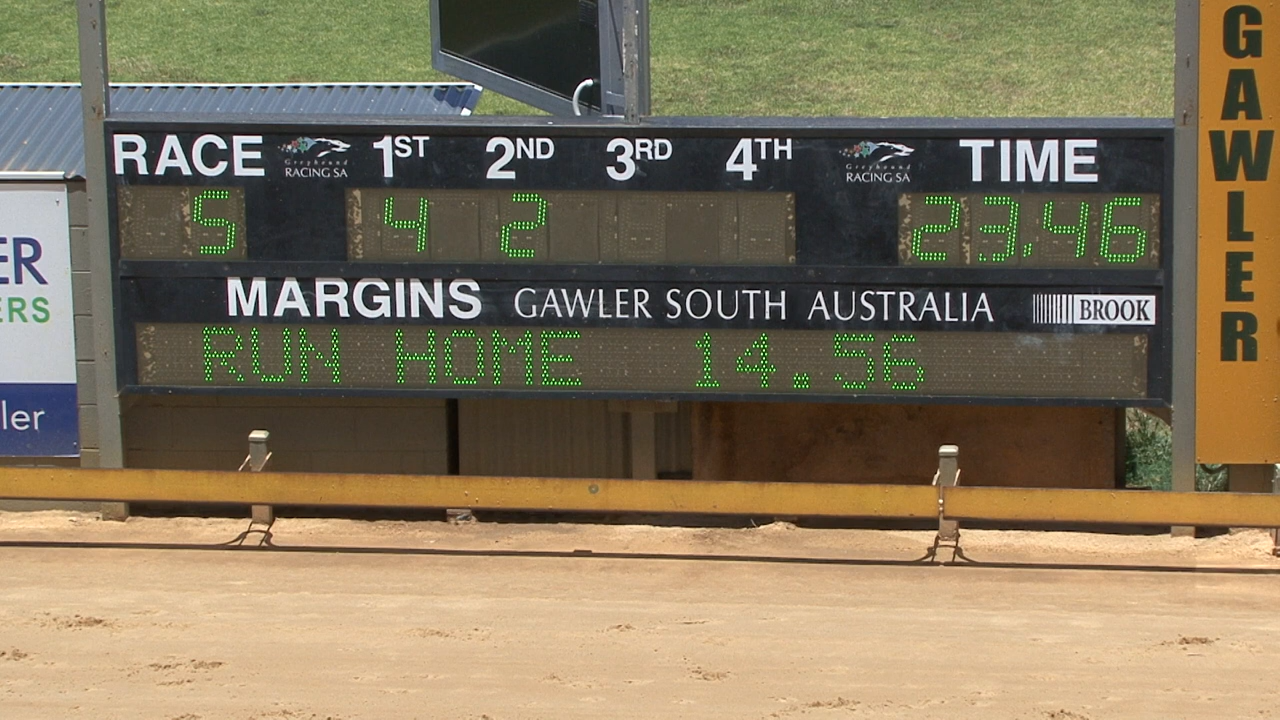 GAWLER
RACE Greyhound RACING SA 1ST 2ND 3RD 4TH Greyhound RACING SA TIME
5 4 2 23.46
MARGINS GAWLER SOUTH AUSTRALIA BROOK
RUN HOME 14.56
ER
ERS
ler